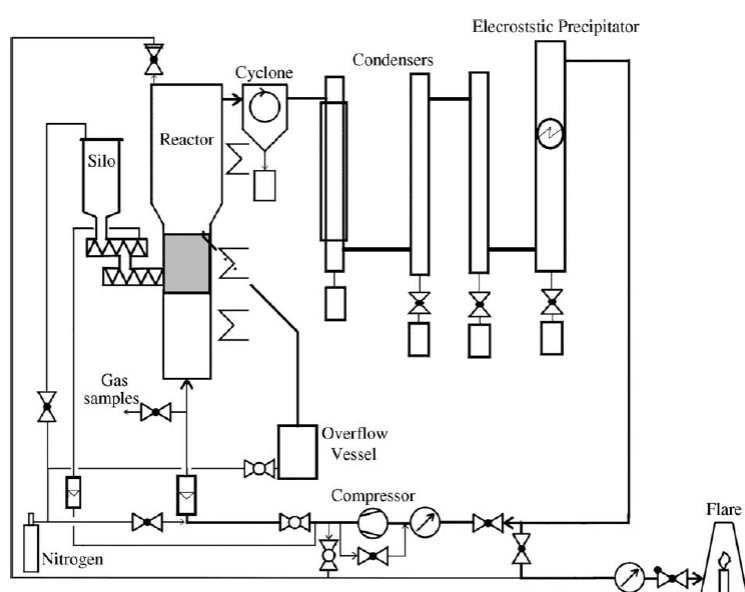 Elecroststic Precipitator
Condensers
Cyclone
Reactor
Silo
Gas
samples
Overflow
Vessel
Compressor
Flare
Nitrogen